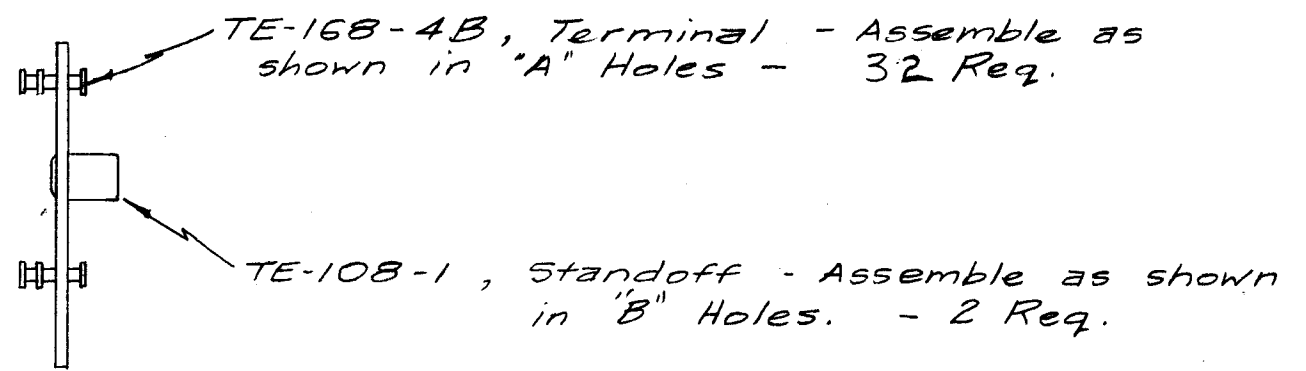 TE-168-4B, Terminal - Assemble as
shown in "A" Holes - 32 Req.
TE-108-1, Standoff - Assemble as shown
in "B" Holes. - 2 Req.